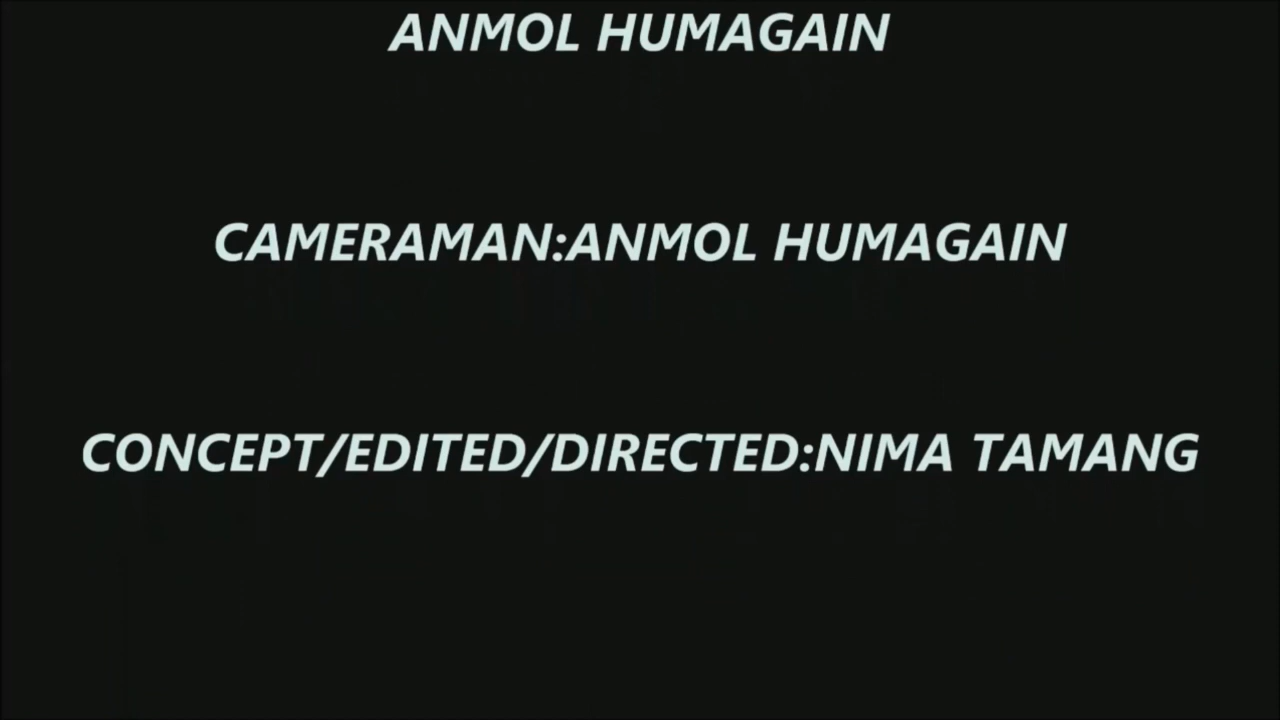 ANMOL HUMAGAIN
CAMERAMAN:ANMOL HUMAGAIN
CONCEPT/EDITED/DIRECTED:NIMA TAMANG